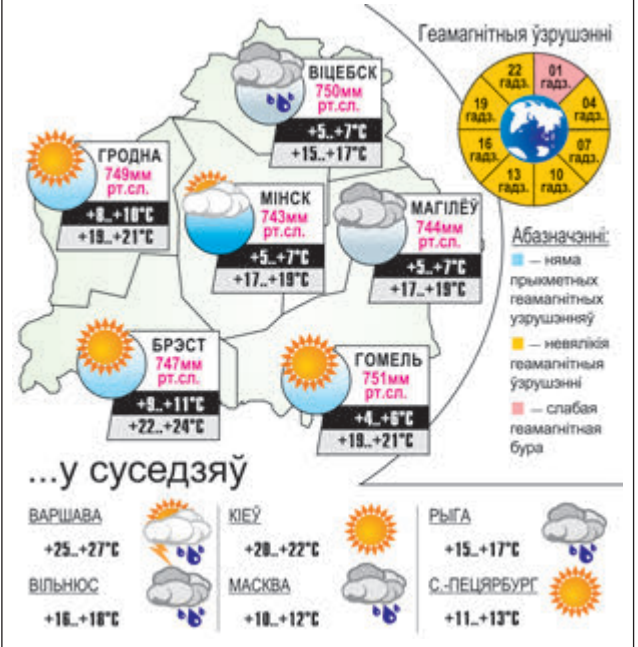 Геамагнітныя ўзрушэнні
22 гадз.
01 гадз.
04 гадз.
07 гадз.
10 гадз.
13 гадз.
16 гадз.
19 гадз.
ВІЦЕБСК
750мм
рт.сл.
+5..+7°С
+15..+17°С
ГРОДНА
749мм
рт.сл.
+8..+10°С
+19..+21°С
МІНСК
743мм
рт.сл.
+5..+7°С
+17..+19°С
МАГІЛЁЎ
744мм
рт.сл.
+5..+7°С
+17..+19°С
БРЭСТ
747мм
рт.сл.
+9..+11°С
+22..+24°С
ГОМЕЛЬ
751мм
рт.сл.
+4..+6°С
+19..+21°С
Абазначэнні:
— няма
прыкметных
геамагнітных
узрушэнняў
— невялікія
геамагнітныя
ўзрушэнні
— слабая
геамагнітная
бура
...у суседзяў
ВАРШАВА
+25..+27°С
КІЕЎ
+20..+22°С
РЫГА
+15..+17°С
ВІЛЬНЮС
+16..+18°С
МАСКВА
+10..+12°С
С.-ПЕЦЯРБУРГ
+11..+13°С